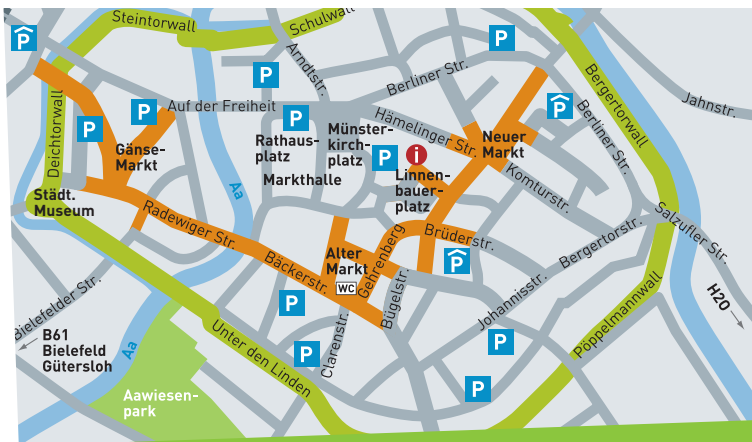 Steintorwall
Schulwall
P
P
P
Arndtstr.
Berliner Str.
Bergertorwall
Jahnstr.
P
P
P
P
Auf der Freiheit
Hämelinger Str.
Berliner Str.
Deichtorwall
Gänse-
Markt
Rathaus-
platz
Münster-
kirch-
platz
P
i
Neuer
Markt
Markthalle
Linnen-
bauer-
platz
Komturstr.
Aa
Städt.
Museum
Radewiger Str.
Salzufler Str.
Brüderstr.
Bergertorstr.
Alter
Markt
Gehrenberg
P
Bäckerstr.
WC
Bügelstr.
Johannisstr.
Pöppelmannwall
H20
Bielefelder Str.
P
Clarenstr.
Aa
B61
Bielefeld
Gütersloh
Unter den Linden
P
P
P
Aawiesen-
park